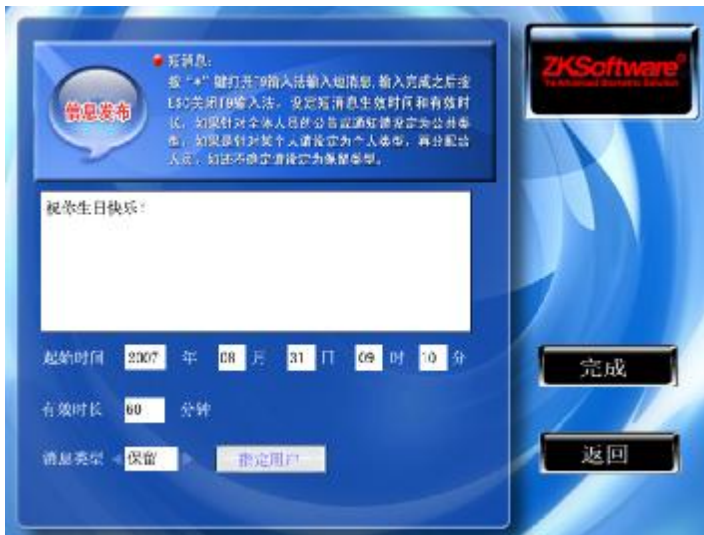 短消息:
按“*”键打开T9输入法输入短消息,输入完成之后按
ESC关闭T9输入法。设定短消息生效时间和有效时
长,如果针对全体人员的公告或通知请设定为公共类
型,如果是针对某个人请设定为个人类型,再分配给
人员,如还不确定请设定为保留类型。
信息发布
ZKSoftware®
祝你生日快乐!
起始时间 2007 年 08 月 31 日 09 时 10 分
完成
有效时长 60 分钟
消息类型 保留 指定用户
返回